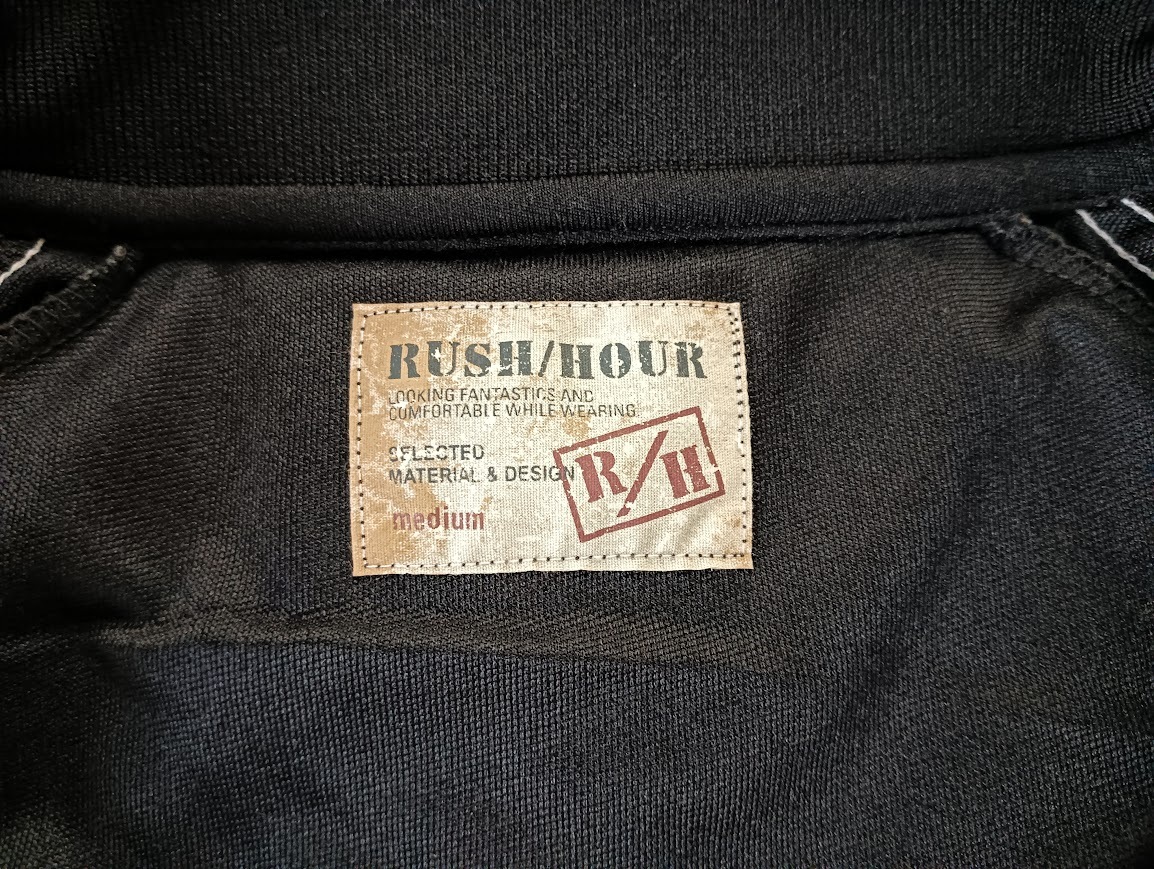 RUSH/HOUR
LOOKING FANTASTICS AND
COMFORTABLE WHILE WEARING
SELECTED
MATERIAL & DESIGN
R/H
medium